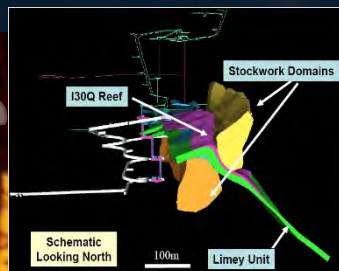 Stockwork Domains
I30Q Reef
Schematic
Looking North
100m
Limey Unit